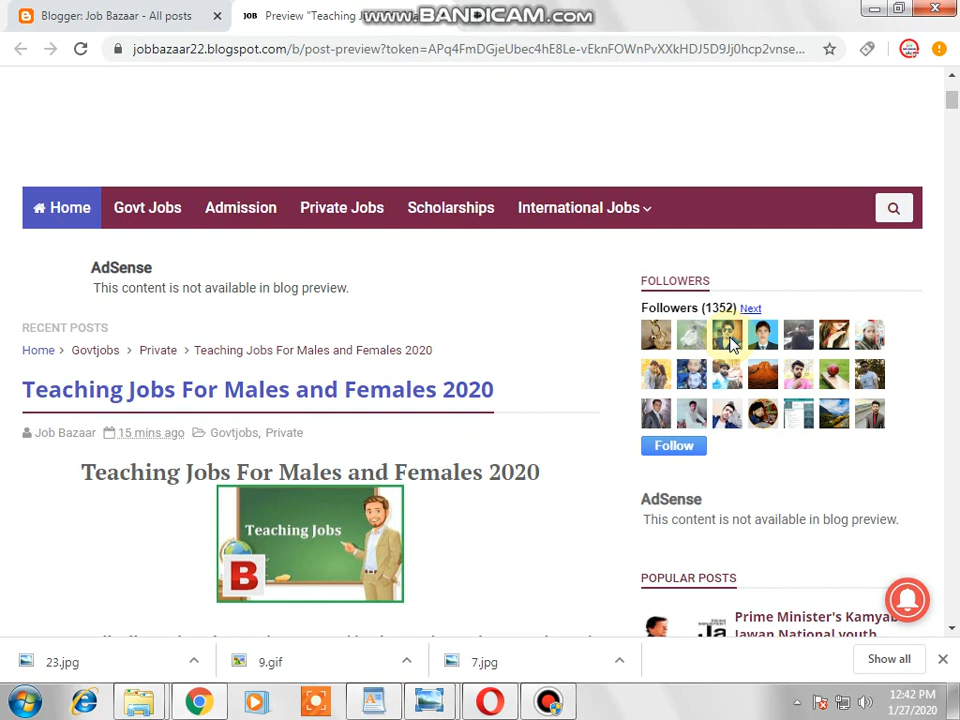 Blogger: Job Bazaar - All posts
JOB Preview "Teaching J
www.BANDICAM.com
jobbazaar22.blogspot.com/b/post-preview?token=APq4FmDGjeUbec4hE8Le-vEknFOWnPvXXkHDJ5D9Jj0hcp2vnse...
Home Govt Jobs Admission Private Jobs Scholarships International Jobs
AdSense
This content is not available in blog preview.
RECENT POSTS
Home > Govtjobs > Private > Teaching Jobs For Males and Females 2020
Teaching Jobs For Males and Females 2020
Job Bazaar 15 mins ago Govtjobs, Private
Teaching Jobs For Males and Females 2020
Teaching Jobs
B
FOLLOWERS
Followers (1352) Next
Follow
AdSense
This content is not available in blog preview.
POPULAR POSTS
Prime Minister's Kamyab
Jawan National youth
23.jpg
9.gif
7.jpg
Show all
12:42 PM
1/27/2020